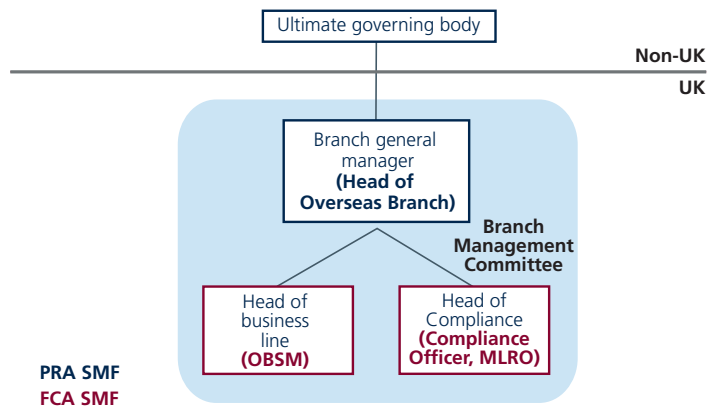 Ultimate governing body
Non-UK
UK
Branch general
manager
(Head of
Overseas Branch)
Branch
Management
Committee
Head of
business
line
(OBSM)
Head of
Compliance
(Compliance
Officer, MLRO)
PRA SMF
FCA SMF